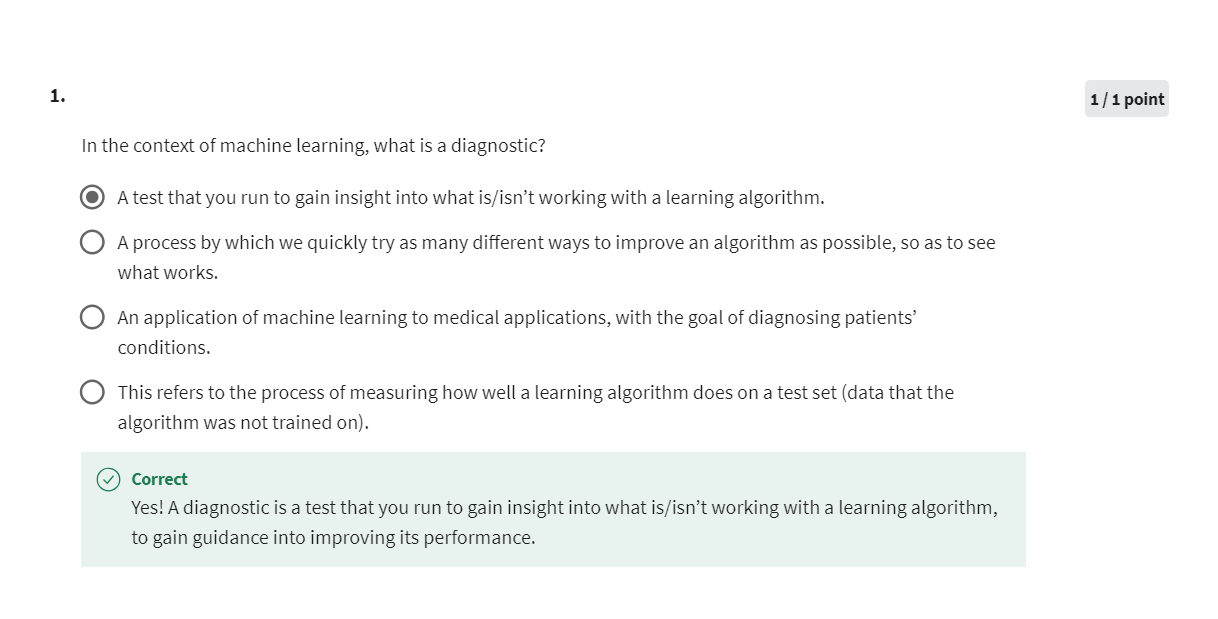 1.
1 / 1 point
In the context of machine learning, what is a diagnostic?
A test that you run to gain insight into what is/isn’t working with a learning algorithm.
A process by which we quickly try as many different ways to improve an algorithm as possible, so as to see
what works.
An application of machine learning to medical applications, with the goal of diagnosing patients’
conditions.
This refers to the process of measuring how well a learning algorithm does on a test set (data that the
algorithm was not trained on).
Correct
Yes! A diagnostic is a test that you run to gain insight into what is/isn’t working with a learning algorithm,
to gain guidance into improving its performance.